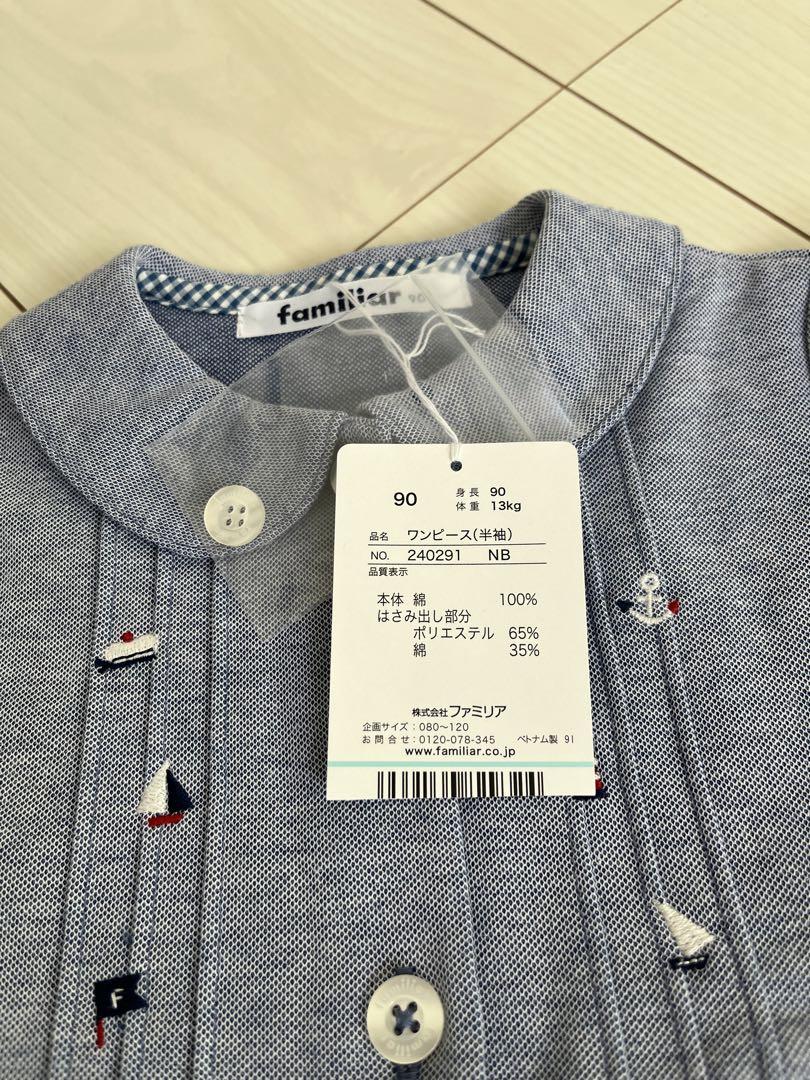 familiar 90
90 身長 90
体重 13kg
品名 ワンピース(半袖)
NO. 240291 NB
品質表示
本体 綿 100%
はさみ出し部分
ポリエステル 65%
綿 35%
株式会社ファミリア
企画サイズ:080〜120
お問合せ:0120-078-345 ベトナム製 91
www.familiar.co.jp
F
familiar
familiar